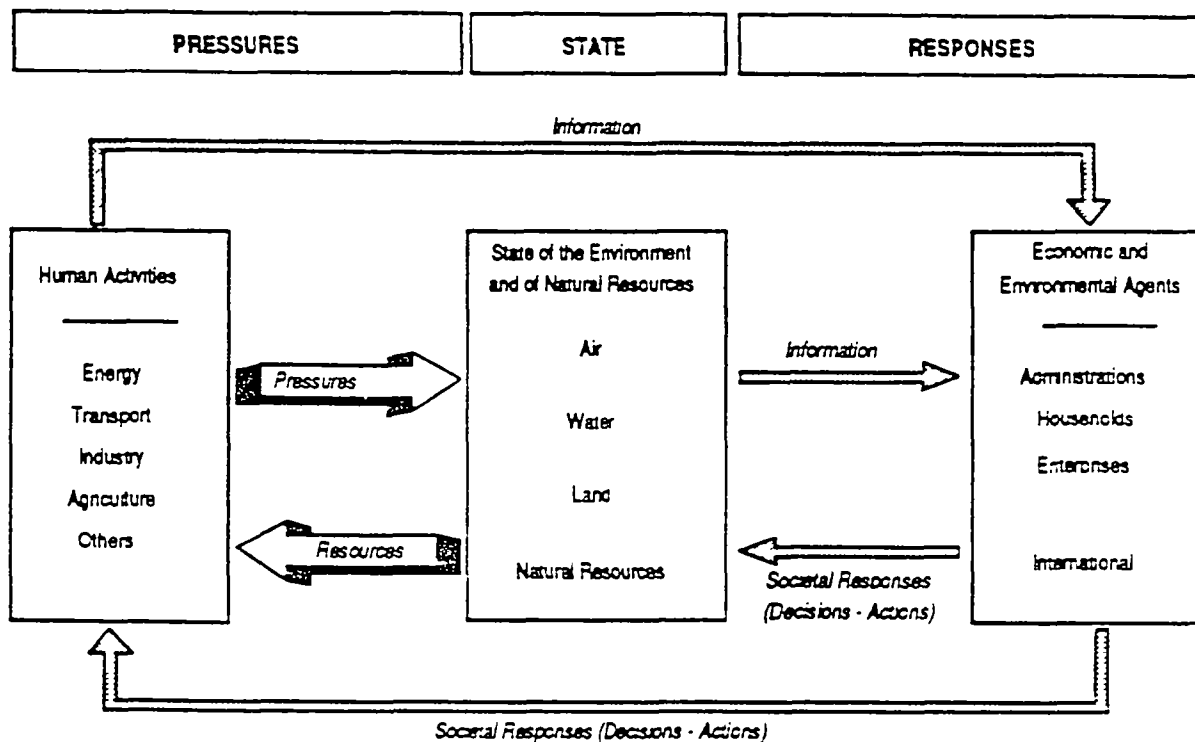 PRESSURES
STATE
RESPONSES
Information
Human Activities
Energy
Transport
Industry
Agriculture
Others
Pressures
Resources
State of the Environment
and of Natural Resources
Air
Water
Land
Natural Resources
Information
Societal Responses
(Decisions - Actions)
Economic and
Environmental Agents
Administrations
Households
Enterprises
International
Societal Responses (Decisions - Actions)